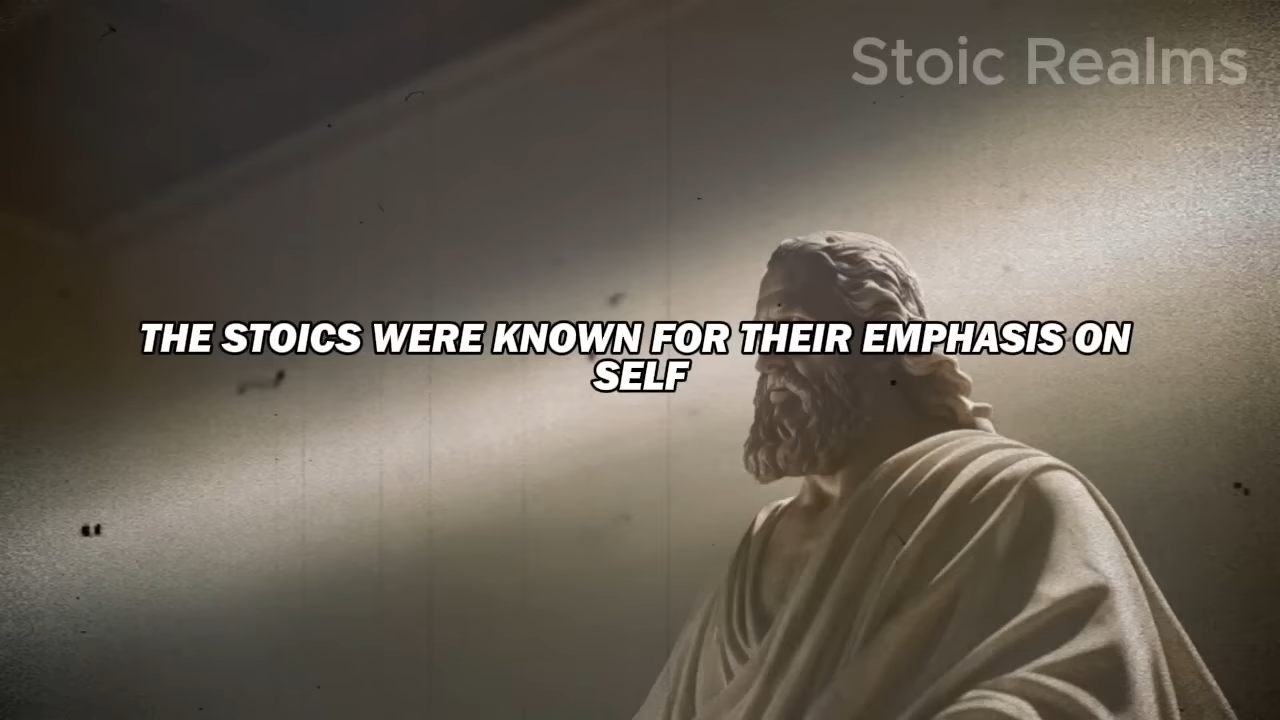 Stoic Realms
THE STOICS WERE KNOWN FOR THEIR EMPHASIS ON
SELF